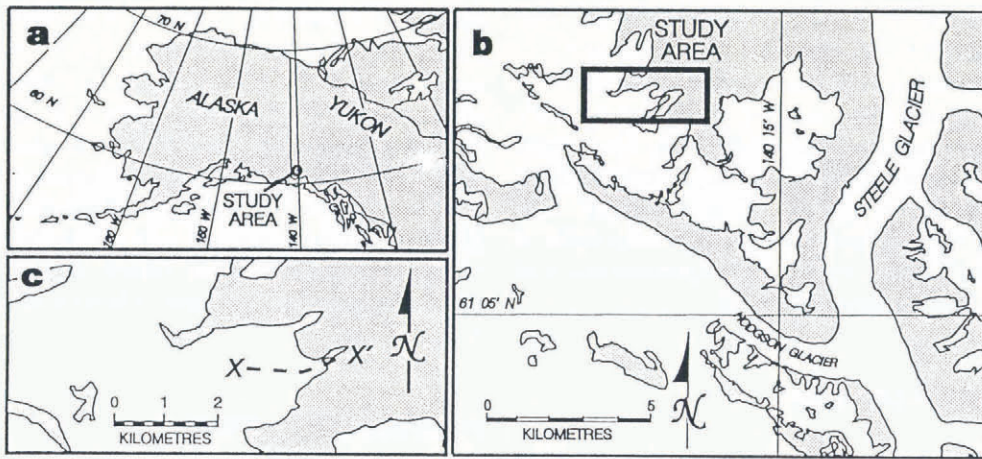 a
70 N
60 N
ALASKA
YUKON
STUDY
AREA
180 W
160 W
140 W
b
STUDY
AREA
140 15' W
STEELE GLACIER
61 05' N
HODGSON GLACIER
0 5
KILOMETRES
N
c
X X'
N
0 1 2
KILOMETRES